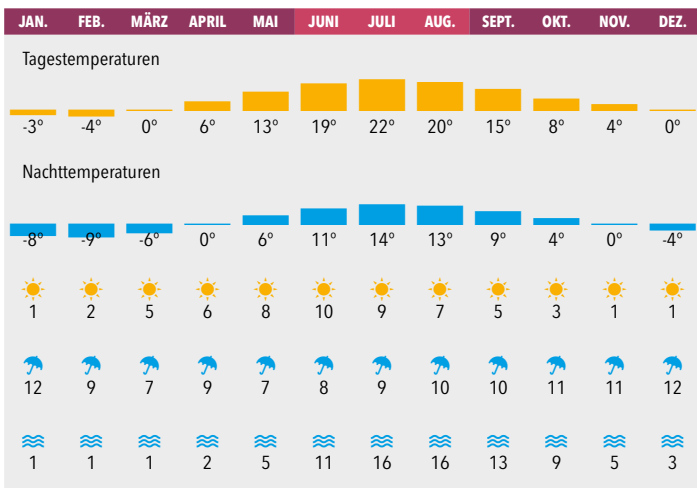 JAN. FEB. MÄRZ APRIL MAI JUNI JULI AUG. SEPT. OKT. NOV. DEZ.
Tagestemperaturen
-3° -4° 0° 6° 13° 19° 22° 20° 15° 8° 4° 0°
Nachttemperaturen
-8° -9° -6° 0° 6° 11° 14° 13° 9° 4° 0° -4°
1 2 5 6 8 10 9 7 5 3 1 1
12 9 7 9 7 8 9 10 10 11 11 12
1 1 1 2 5 11 16 16 13 9 5 3